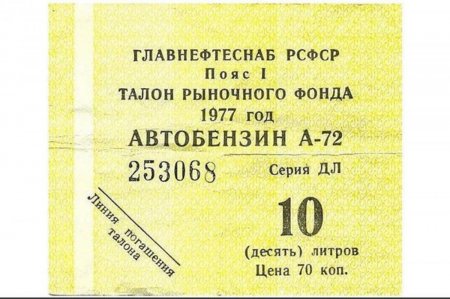 ГЛАВНЕФТЕСНАБ РСФСР
Пояс I
ТАЛОН РЫНОЧНОГО ФОНДА
1977 год
АВТОБЕНЗИН А-72
253068 Серия ДЛ
Линия погашения
талона
10
(десять) литров
Цена 70 коп.